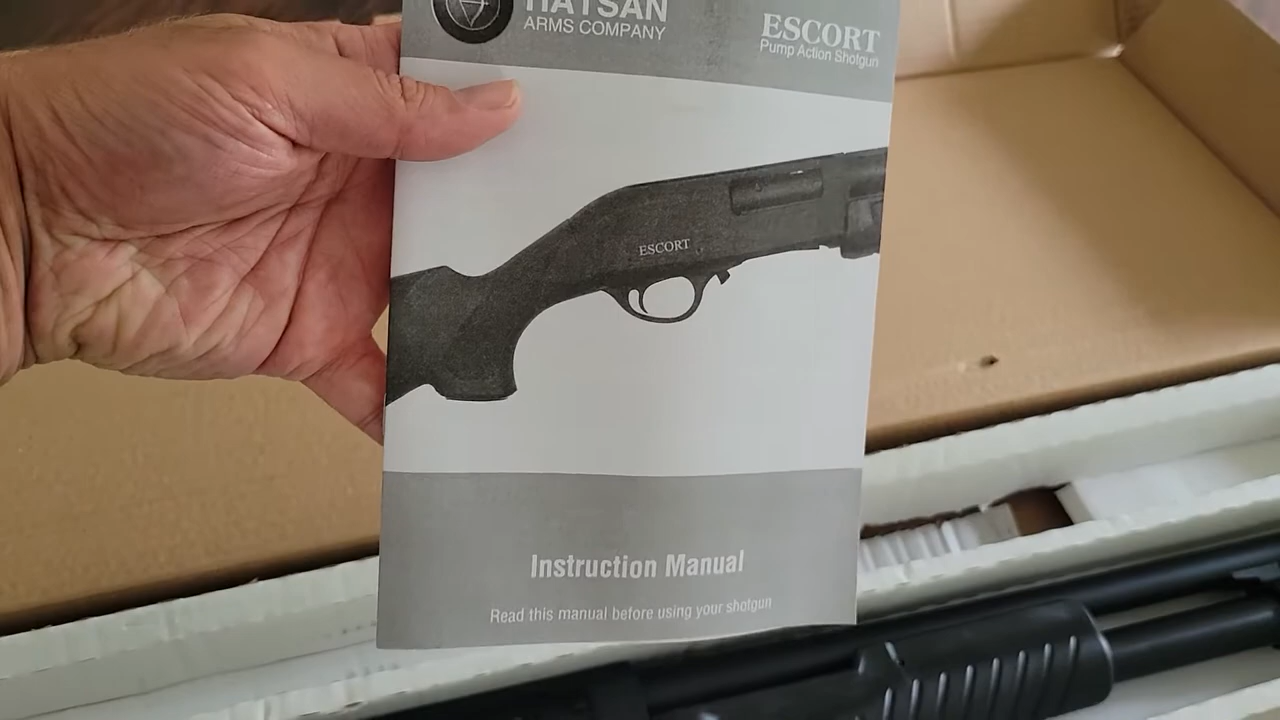 HATSAN
ARMS COMPANY
ESCORT
Pump Action Shotgun
ESCORT
Instruction Manual
Read this manual before using your shotgun